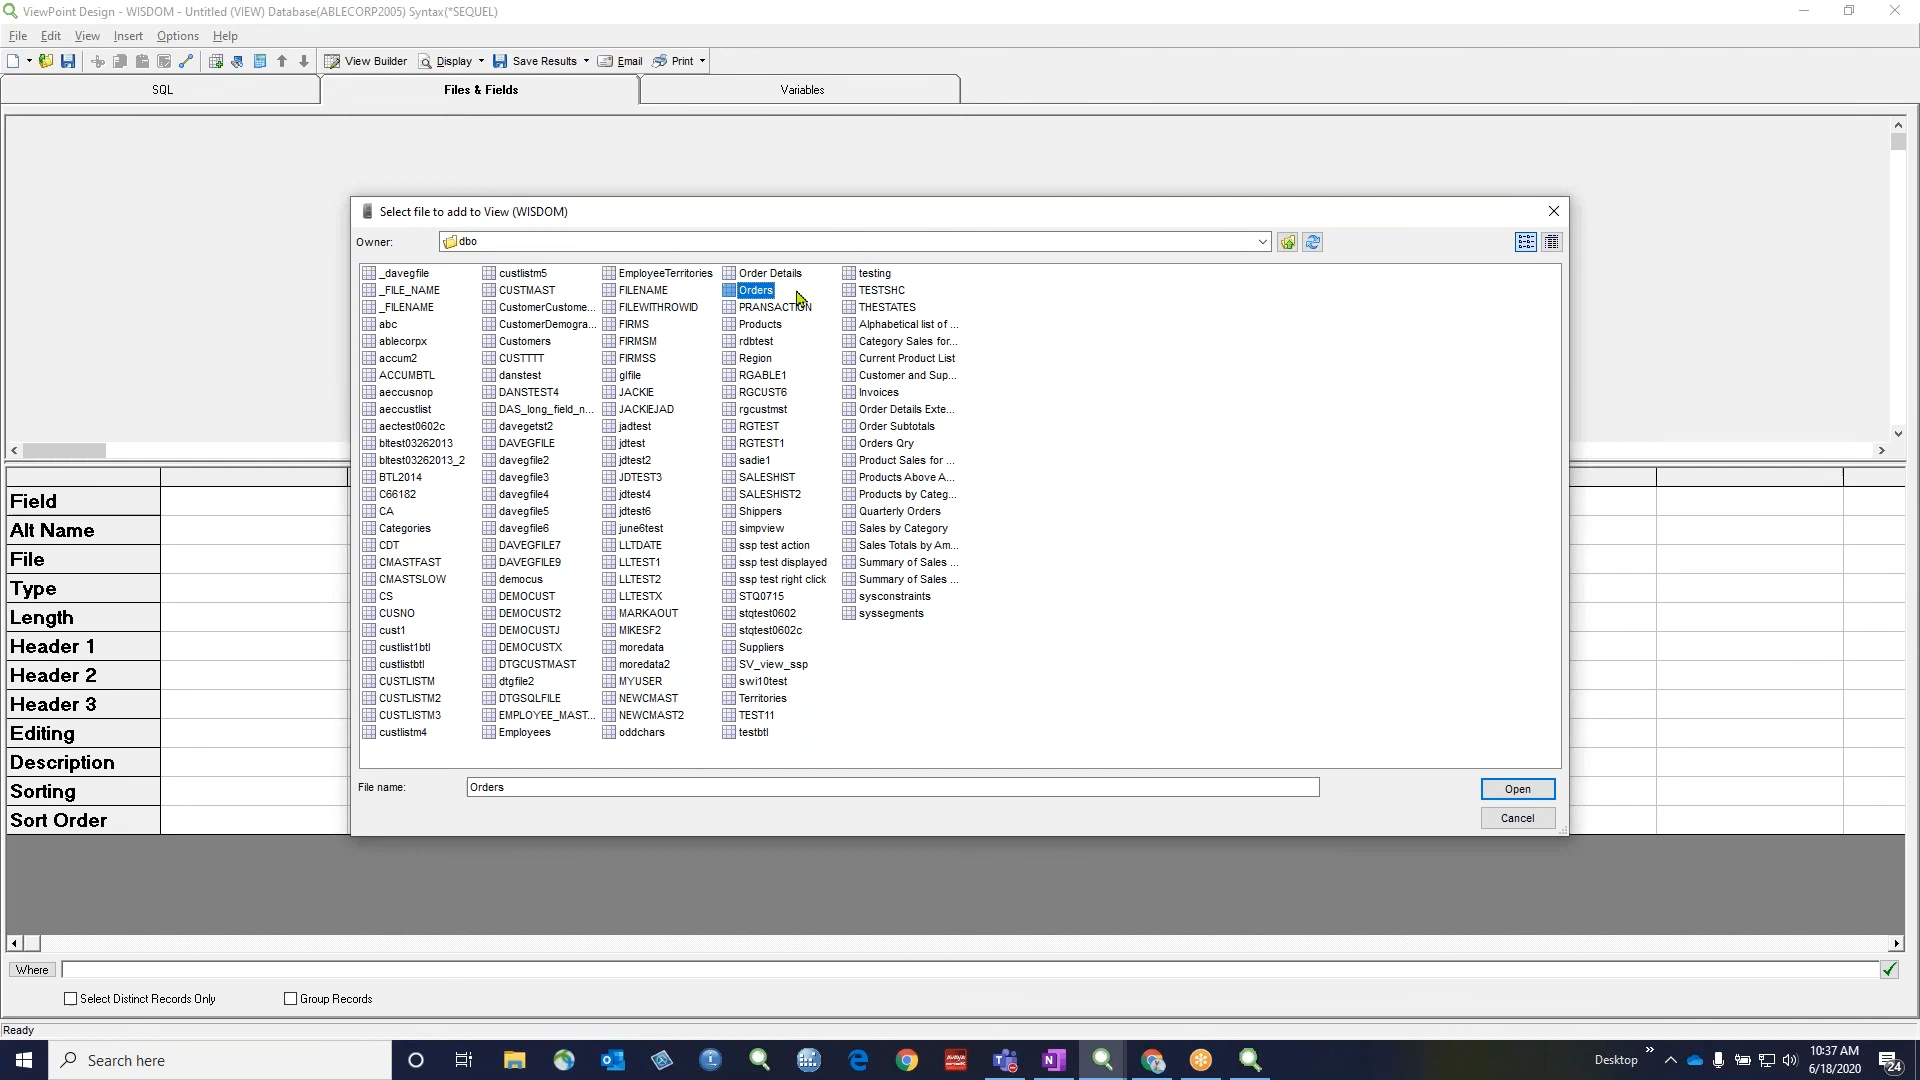 ViewPoint Design - WISDOM - Untitled (VIEW) Database(ABLECORP2005) Syntax(*SEQUEL)
File Edit View Insert Options Help
View Builder Display Save Results Email Print
SQL Files & Fields Variables
Select file to add to View (WISDOM)
Owner: dbo
_davegfile custlistm5 EmployeeTerritories Order Details testing
_FILE_NAME CUSTMAST FILENAME Orders TESTSHC
_FILENAME CustomerCustome... FILEWITHROWID PRANSACTION THESTATES
abc CustomerDemogra... FIRMS Products Alphabetical list of ...
ablecorpx Customers FIRMSM rdbtest Category Sales for...
accum2 CUSTTTT FIRMSS Region Current Product List
ACCUMBTL danstest glfile RGABLE1 Customer and Sup...
aeccusnop DANSTEST4 JACKIE RGCUST6 Invoices
aeccustlist DAS_long_field_n... JACKIEJAD rgcustmst Order Details Exte...
aectest0602c davegetst2 jadtest RGTEST Order Subtotals
bltest03262013 DAVEGFILE jdtest RGTEST1 Orders Qry
bltest03262013_2 davegfile2 jdtest2 sadie1 Product Sales for ...
BTL2014 davegfile3 JDTEST3 SALESHIST Products Above A...
C66182 davegfile4 jdtest4 SALESHIST2 Products by Categ...
CA davegfile5 jdtest6 Shippers Quarterly Orders
Categories davegfile6 june6test simpview Sales by Category
CDT DAVEGFILE7 LLTDATE ssp test action Sales Totals by Am...
CMASTFAST DAVEGFILE9 LLTEST1 ssp test displayed Summary of Sales ...
CMASTSLOW democus LLTEST2 ssp test right click Summary of Sales ...
CS DEMOCUST LLTESTX STQ0715 sysconstraints
CUSNO DEMOCUST2 MARKAOUT stqtest0602 syssegments
cust1 DEMOCUSTJ MIKESF2 stqtest0602c
custlist1btl DEMOCUSTX moredata Suppliers
custlistbtl DTGCUSTMAST moredata2 SV_view_ssp
CUSTLISTM dtgfile2 MYUSER swi10test
CUSTLISTM2 DTGSQLFILE NEWCMAST Territories
CUSTLISTM3 EMPLOYEE_MAST... NEWCMAST2 TEST11
custlistm4 Employees oddchars testbtl
File name: Orders Open
Cancel
Field
Alt Name
File
Type
Length
Header 1
Header 2
Header 3
Editing
Description
Sorting
Sort Order
Where
Select Distinct Records Only Group Records
Ready
Search here Desktop 10:37 AM
6/18/2020 24